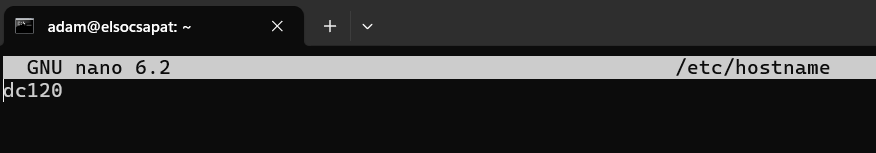 adam@elsocsapat: ~
GNU nano 6.2 /etc/hostname
dc120